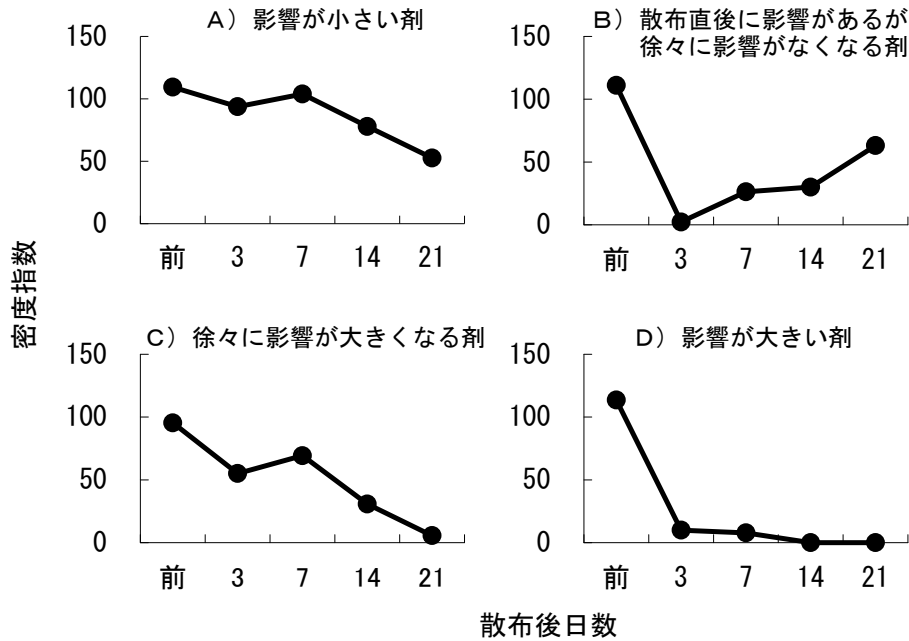 A）影響が小さい剤
150
100
50
0
前 3 7 14 21
B）散布直後に影響があるが
徐々に影響がなくなる剤
150
100
50
0
前 3 7 14 21
密度指数
C）徐々に影響が大きくなる剤
150
100
50
0
前 3 7 14 21
D）影響が大きい剤
150
100
50
0
前 3 7 14 21
散布後日数